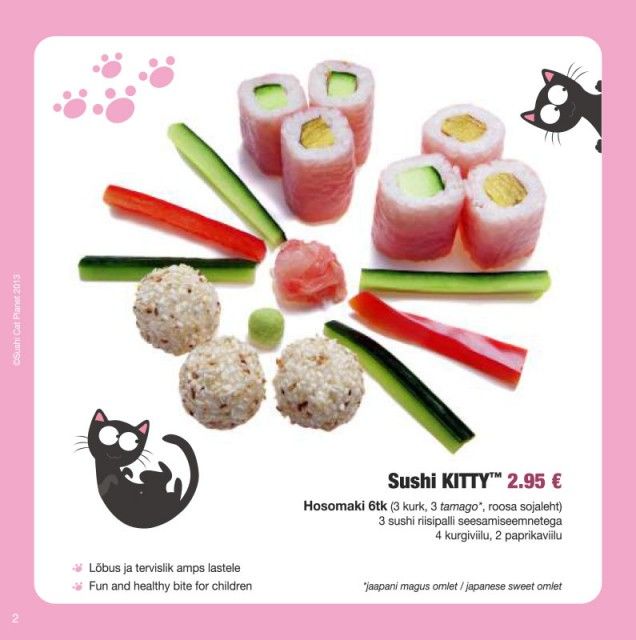 ©Sushi Cat Planet 2013
Sushi KITTY™ 2.95 €
Hosomaki 6tk (3 kurk, 3 tamago*, roosa sojaleht)
3 sushi riisipalli seesamiseemnetega
4 kurgiviilu, 2 paprikaviilu
Lõbus ja tervislik amps lastele
Fun and healthy bite for children
*jaapani magus omlet / japanese sweet omlet
2